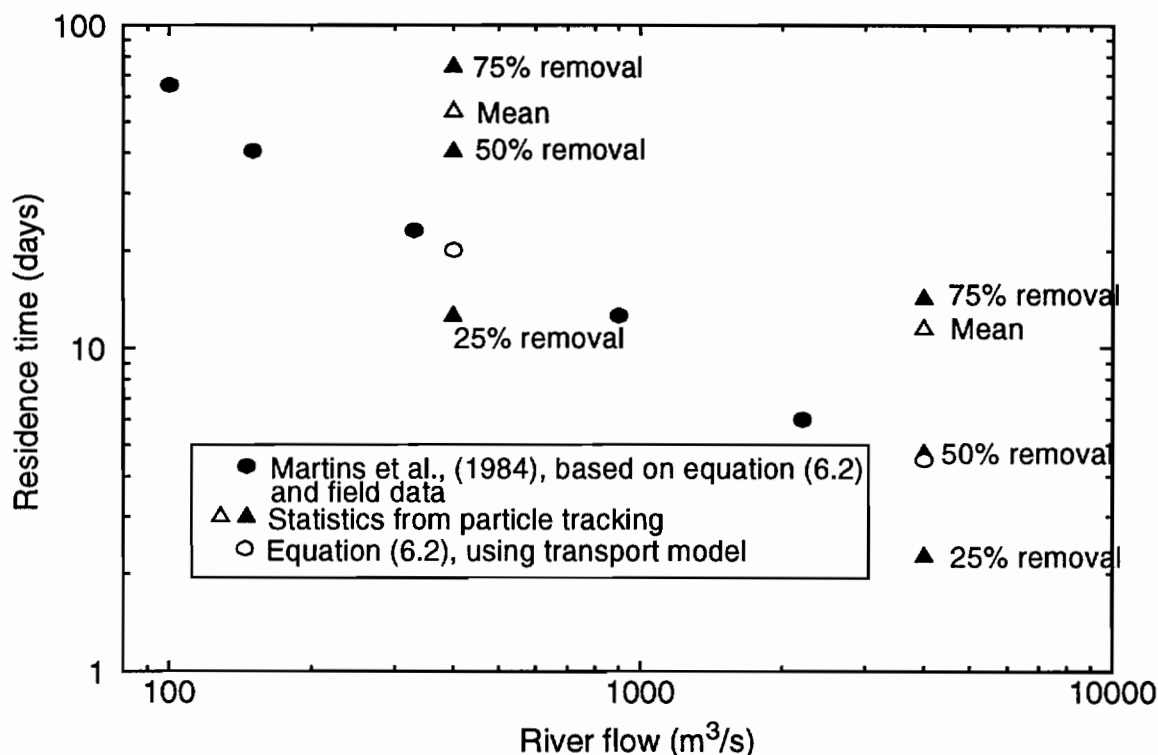 100
75% removal
Mean
50% removal
25% removal
10
75% removal
Mean
50% removal
25% removal
Martins et al., (1984), based on equation (6.2)
and field data
Statistics from particle tracking
Equation (6.2), using transport model
1
100
1000
10000
Residence time (days)
River flow (m³/s)